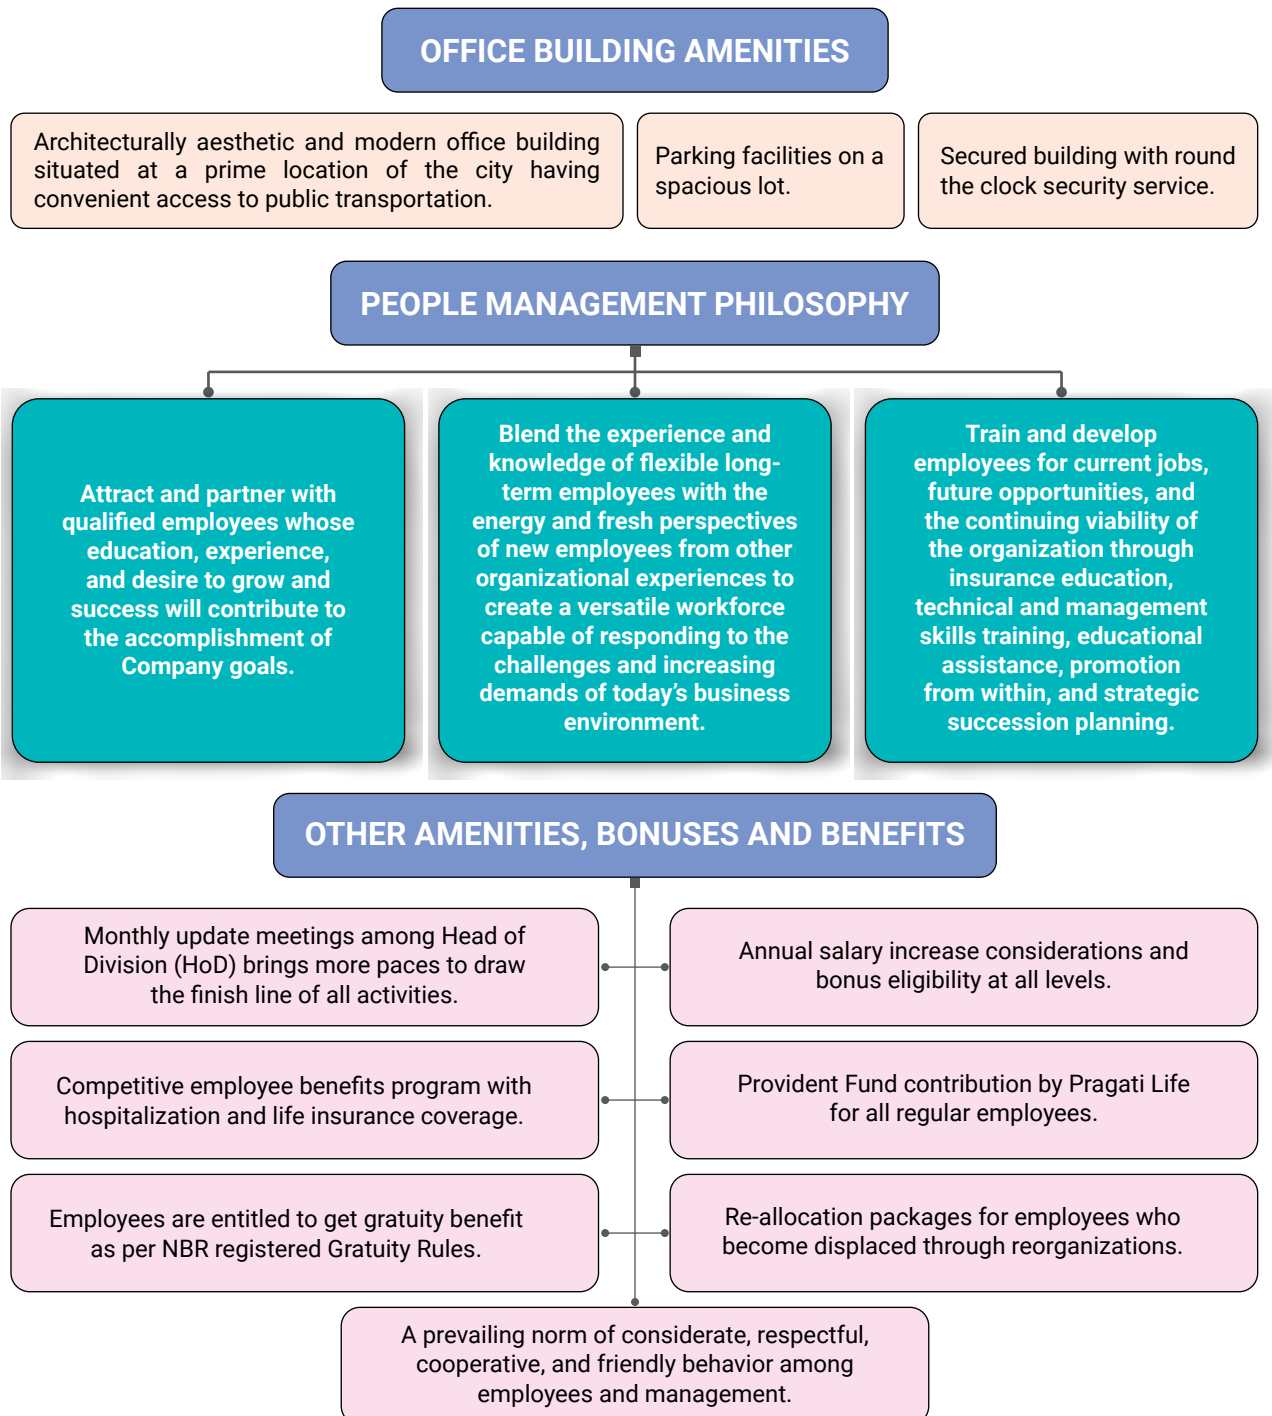 OFFICE BUILDING AMENITIES
Architecturally aesthetic and modern office building
situated at a prime location of the city having
convenient access to public transportation.
Parking facilities on a
spacious lot.
Secured building with round
the clock security service.
PEOPLE MANAGEMENT PHILOSOPHY
Attract and partner with
qualified employees whose
education, experience,
and desire to grow and
success will contribute to
the accomplishment of
Company goals.
Blend the experience and
knowledge of flexible long-
term employees with the
energy and fresh perspectives
of new employees from other
organizational experiences to
create a versatile workforce
capable of responding to the
challenges and increasing
demands of today's business
environment.
Train and develop
employees for current jobs,
future opportunities, and
the continuing viability of
the organization through
insurance education,
technical and management
skills training, educational
assistance, promotion
from within, and strategic
succession planning.
OTHER AMENITIES, BONUSES AND BENEFITS
Monthly update meetings among Head of
Division (HoD) brings more paces to draw
the finish line of all activities.
Annual salary increase considerations and
bonus eligibility at all levels.
Competitive employee benefits program with
hospitalization and life insurance coverage.
Provident Fund contribution by Pragati Life
for all regular employees.
Employees are entitled to get gratuity benefit
as per NBR registered Gratuity Rules.
Re-allocation packages for employees who
become displaced through reorganizations.
A prevailing norm of considerate, respectful,
cooperative, and friendly behavior among
employees and management.